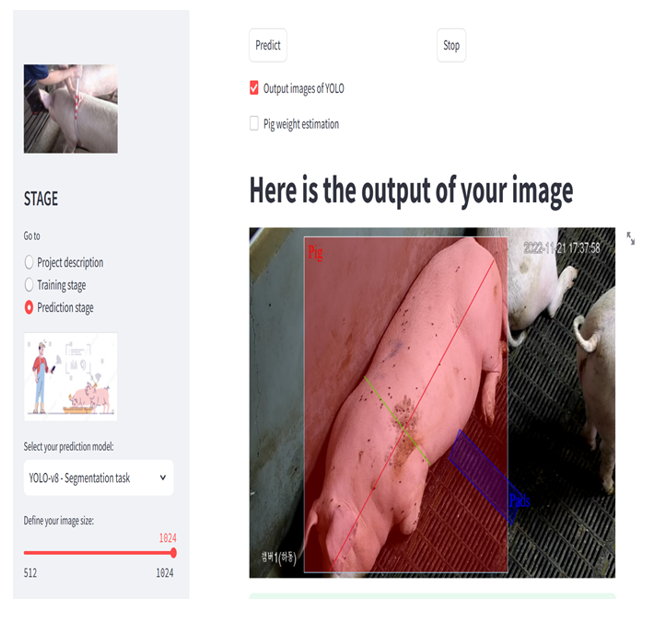 STAGE
Go to
Project description
Training stage
Prediction stage
Select your prediction model:
YOLO-v8 - Segmentation task
Define your image size:
1024
512 1024
Predict Stop
Output images of YOLO
Pig weight estimation
Here is the output of your image
Pig
2022-11-21 17:37:58
Pads
챔버1(하동)